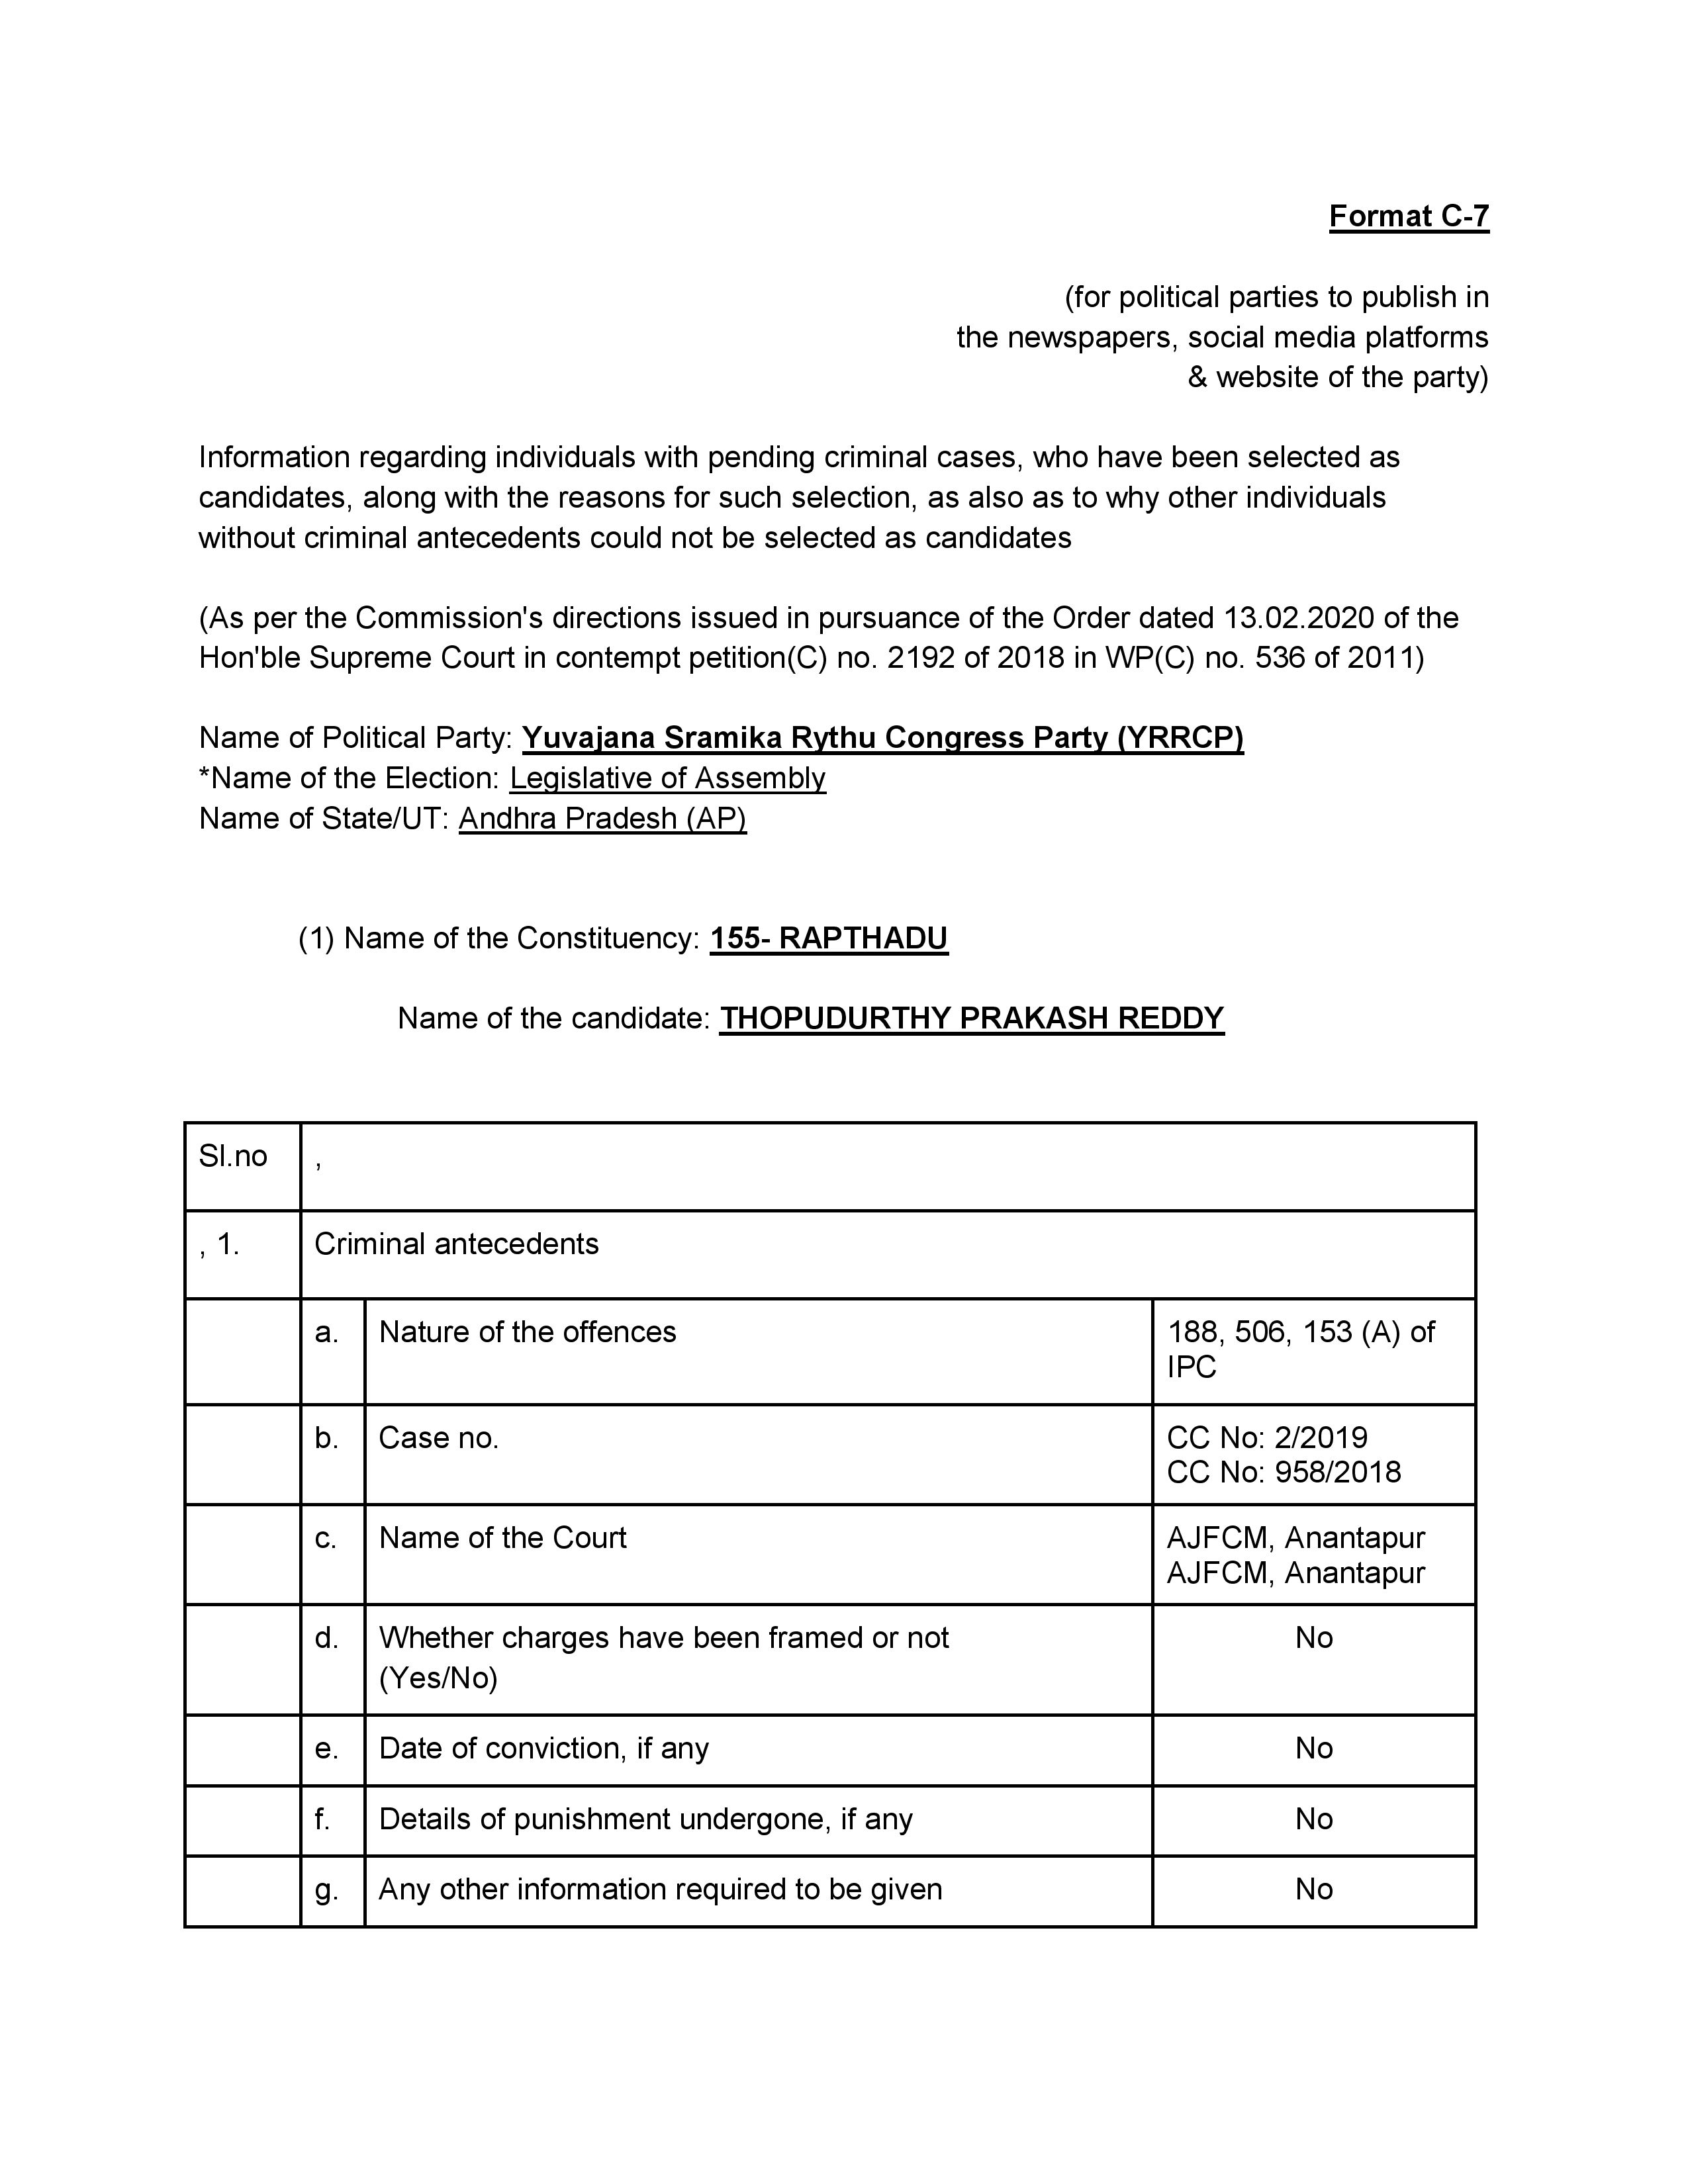 Format C-7
(for political parties to publish in
the newspapers, social media platforms
& website of the party)
Information regarding individuals with pending criminal cases, who have been selected as
candidates, along with the reasons for such selection, as also as to why other individuals
without criminal antecedents could not be selected as candidates
(As per the Commission's directions issued in pursuance of the Order dated 13.02.2020 of the
Hon'ble Supreme Court in contempt petition(C) no. 2192 of 2018 in WP(C) no. 536 of 2011)
Name of Political Party: Yuvajana Sramika Rythu Congress Party (YRRCP)
*Name of the Election: Legislative of Assembly
Name of State/UT: Andhra Pradesh (AP)
(1) Name of the Constituency: 155- RAPTHADU
Name of the candidate: THOPUDURTHY PRAKASH REDDY
Sl.no ,
, 1. Criminal antecedents
a. Nature of the offences 188, 506, 153 (A) of
IPC
b. Case no. CC No: 2/2019
CC No: 958/2018
c. Name of the Court AJFCM, Anantapur
AJFCM, Anantapur
d. Whether charges have been framed or not No
(Yes/No)
e. Date of conviction, if any No
f. Details of punishment undergone, if any No
g. Any other information required to be given No